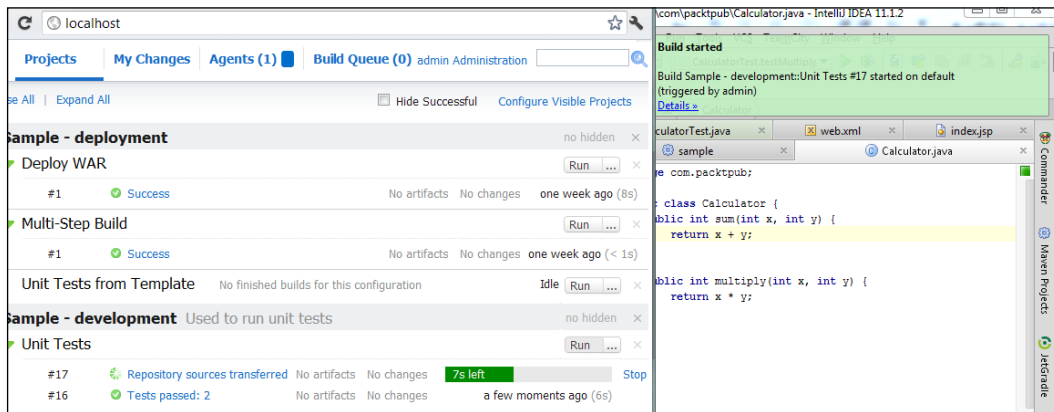 localhost
Projects My Changes Agents (1) Build Queue (0) admin Administration
se All | Expand All Hide Successful Configure Visible Projects
Sample - deployment no hidden
Deploy WAR Run ...
#1 Success No artifacts No changes one week ago (8s)
Multi-Step Build Run ...
#1 Success No artifacts No changes one week ago (< 1s)
Unit Tests from Template No finished builds for this configuration Idle Run ...
Sample - development Used to run unit tests no hidden
Unit Tests Run ...
#17 Repository sources transferred No artifacts No changes 7s left Stop
#16 Tests passed: 2 No artifacts No changes a few moments ago (6s)
\com\packtpub\Calculator.java - IntelliJ IDEA 11.1.2
Build started
Build Sample - development::Unit Tests #17 started on default
(triggered by admin)
Details »
culatorTest.java web.xml index.jsp
sample Calculator.java
ge com.packtpub;
c class Calculator {
ublic int sum(int x, int y) {
return x + y;
ublic int multiply(int x, int y) {
return x * y;
Commander
Maven Projects
JetGradle